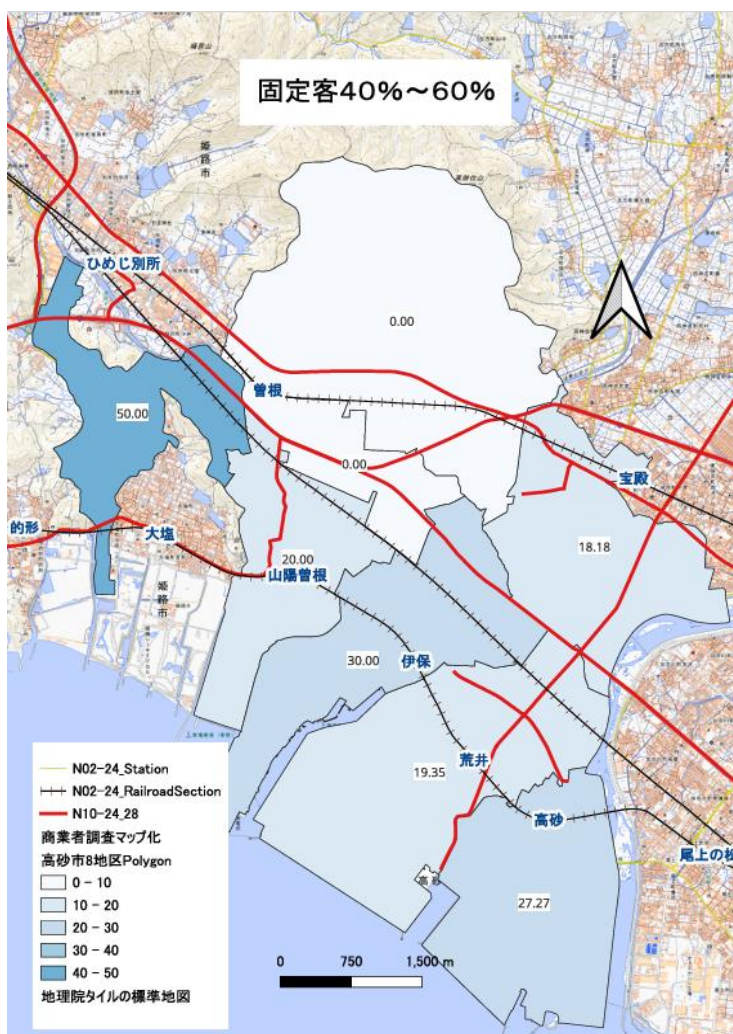 固定客40%～60%
姫路市
0.00
ひめじ別所
曽根
50.00
0.00
宝殿
的形
大塩
20.00
山陽曽根
18.18
姫路市
伊保
30.00
荒井
19.35
高砂
尾上の松
高砂
27.27
N02-24_Station
N02-24_RailroadSection
N10-24_28
商業者調査マップ化
高砂市8地区Polygon
0 - 10
10 - 20
20 - 30
30 - 40
40 - 50
地理院タイルの標準地図
0 750 1,500 m